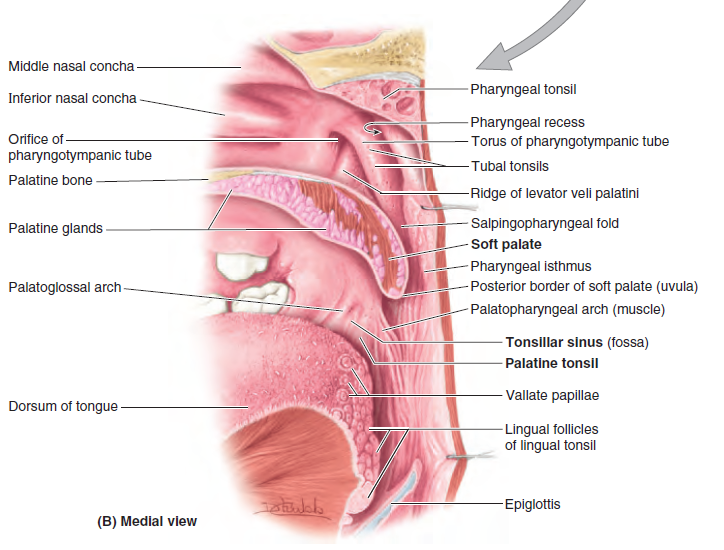 Middle nasal concha
Inferior nasal concha
Orifice of
pharyngotympanic tube
Palatine bone
Palatine glands
Palatoglossal arch
Dorsum of tongue
(B) Medial view
Pharyngeal tonsil
Pharyngeal recess
Torus of pharyngotympanic tube
Tubal tonsils
Ridge of levator veli palatini
Salpingopharyngeal fold
Soft palate
Pharyngeal isthmus
Posterior border of soft palate (uvula)
Palatopharyngeal arch (muscle)
Tonsillar sinus (fossa)
Palatine tonsil
Vallate papillae
Lingual follicles
of lingual tonsil
Epiglottis